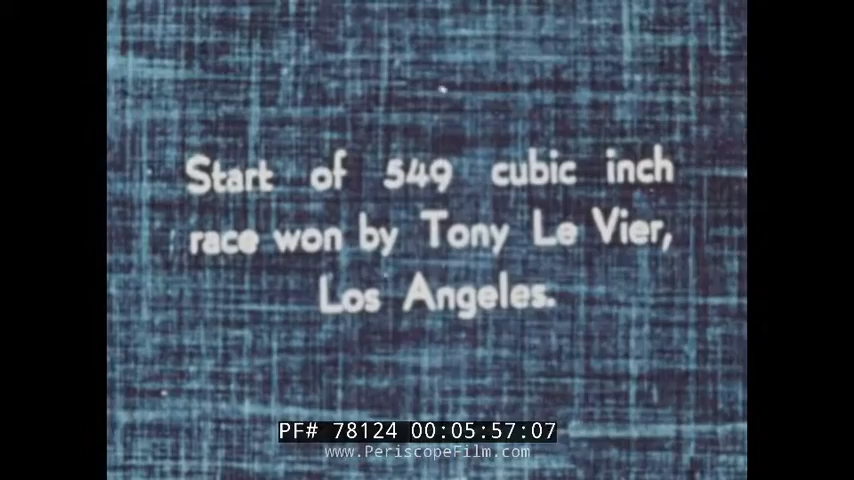 Start of 549 cubic inch
race won by Tony Le Vier,
Los Angeles.
PF# 78124 00:05:57:07
www.PeriscopeFilm.com